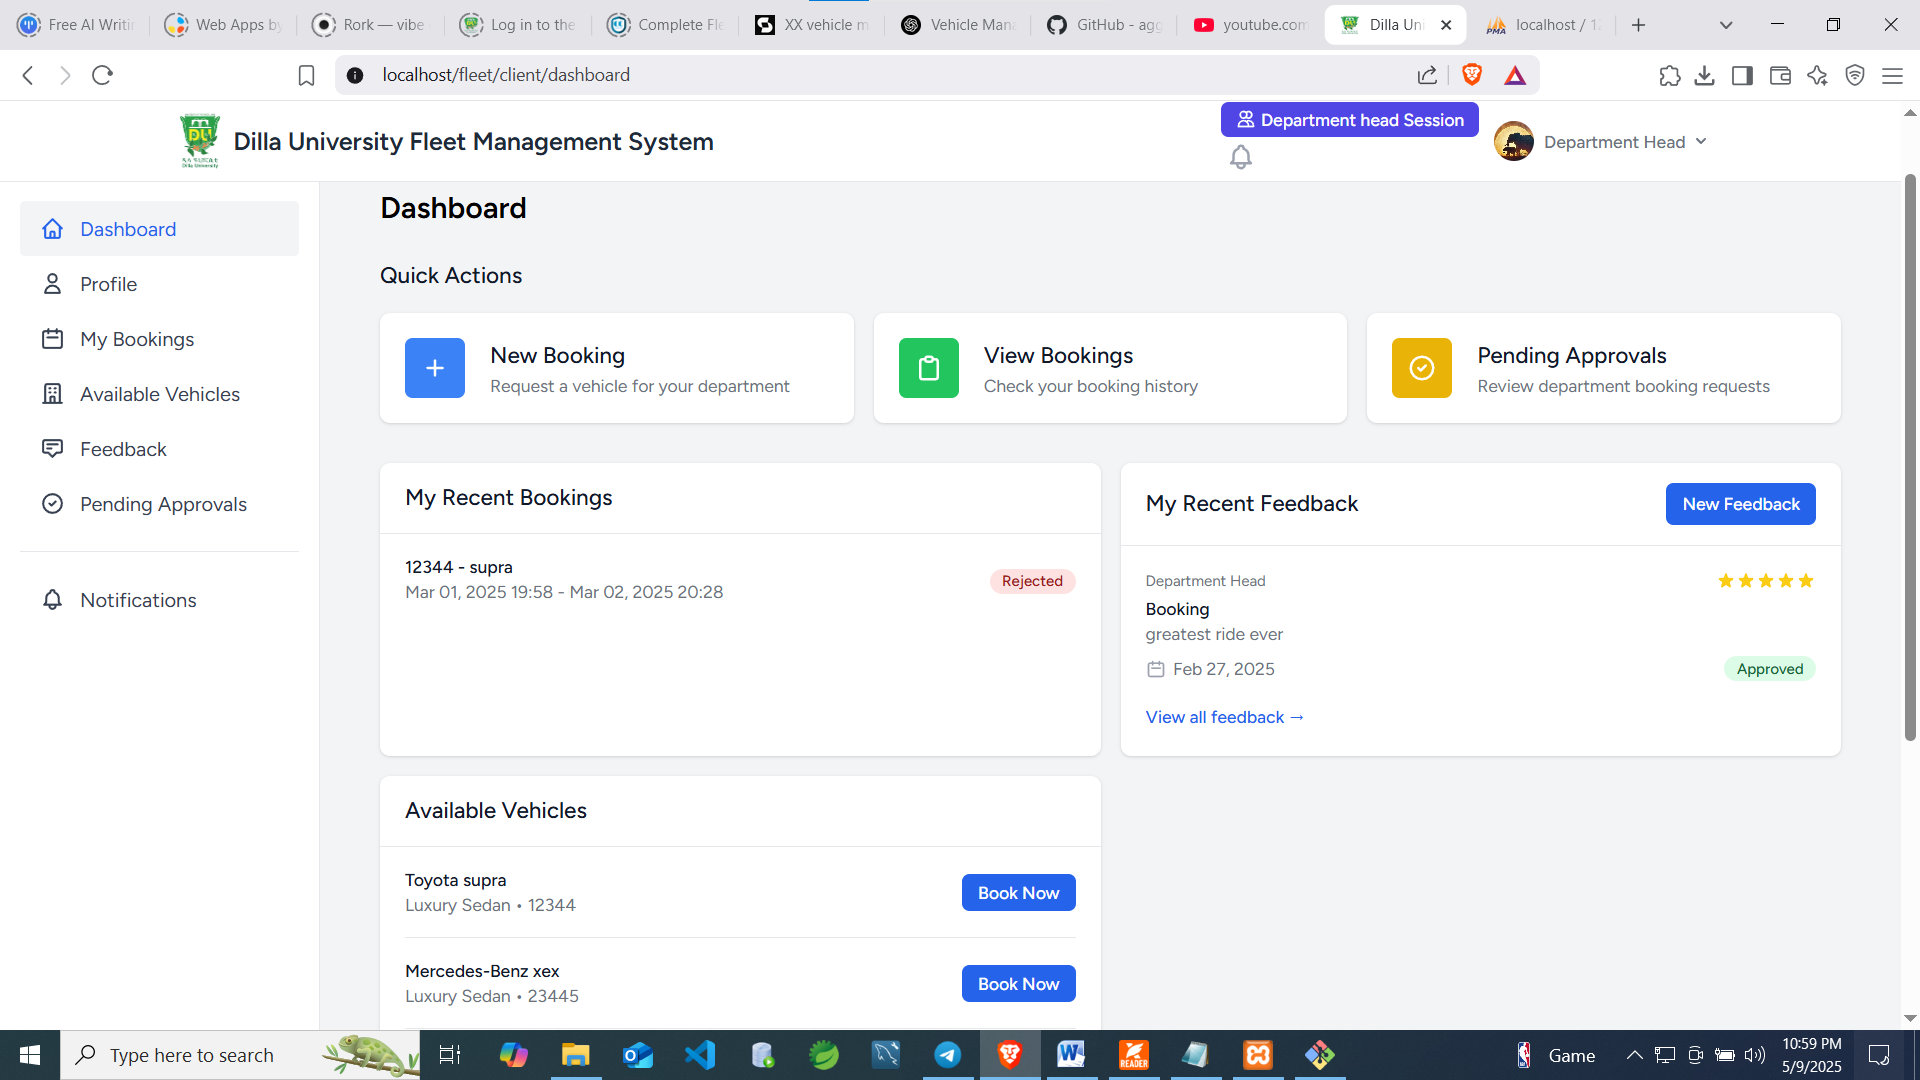 Free AI Writi
Web Apps by
Rork — vibe
Log in to the
Complete Fle
XX vehicle m
Vehicle Mana
GitHub - agg
youtube.com
Dilla Uni
localhost / 12
localhost/fleet/client/dashboard
Dilla University Fleet Management System
Department head Session
Department Head
Dashboard
Profile
My Bookings
Available Vehicles
Feedback
Pending Approvals
Notifications
Dashboard
Quick Actions
New Booking
Request a vehicle for your department
View Bookings
Check your booking history
Pending Approvals
Review department booking requests
My Recent Bookings
12344 - supra
Mar 01, 2025 19:58 - Mar 02, 2025 20:28
Rejected
My Recent Feedback
New Feedback
Department Head
Booking
greatest ride ever
Feb 27, 2025
Approved
View all feedback →
Available Vehicles
Toyota supra
Luxury Sedan • 12344
Book Now
Mercedes-Benz xex
Luxury Sedan • 23445
Book Now
Type here to search
Game
10:59 PM
5/9/2025